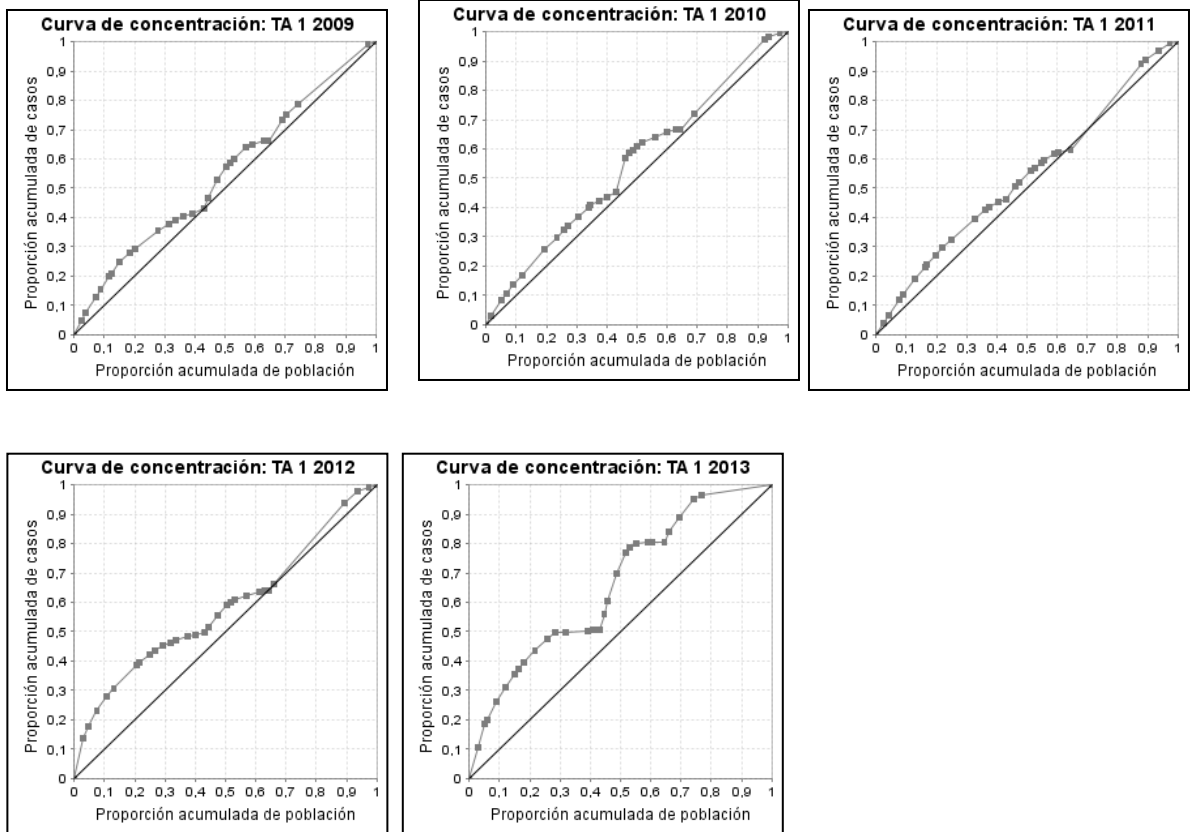 Curva de concentración: TA 1 2009
Proporción acumulada de casos
1
0,9
0,8
0,7
0,6
0,5
0,4
0,3
0,2
0,1
0
0 0,1 0,2 0,3 0,4 0,5 0,6 0,7 0,8 0,9 1
Proporción acumulada de población
Curva de concentración: TA 1 2010
Proporción acumulada de casos
1
0,9
0,8
0,7
0,6
0,5
0,4
0,3
0,2
0,1
0
0 0,1 0,2 0,3 0,4 0,5 0,6 0,7 0,8 0,9 1
Proporción acumulada de población
Curva de concentración: TA 1 2011
Proporción acumulada de casos
1
0,9
0,8
0,7
0,6
0,5
0,4
0,3
0,2
0,1
0
0 0,1 0,2 0,3 0,4 0,5 0,6 0,7 0,8 0,9 1
Proporción acumulada de población
Curva de concentración: TA 1 2012
Proporción acumulada de casos
1
0,9
0,8
0,7
0,6
0,5
0,4
0,3
0,2
0,1
0
0 0,1 0,2 0,3 0,4 0,5 0,6 0,7 0,8 0,9 1
Proporción acumulada de población
Curva de concentración: TA 1 2013
Proporción acumulada de casos
1
0,9
0,8
0,7
0,6
0,5
0,4
0,3
0,2
0,1
0
0 0,1 0,2 0,3 0,4 0,5 0,6 0,7 0,8 0,9 1
Proporción acumulada de población